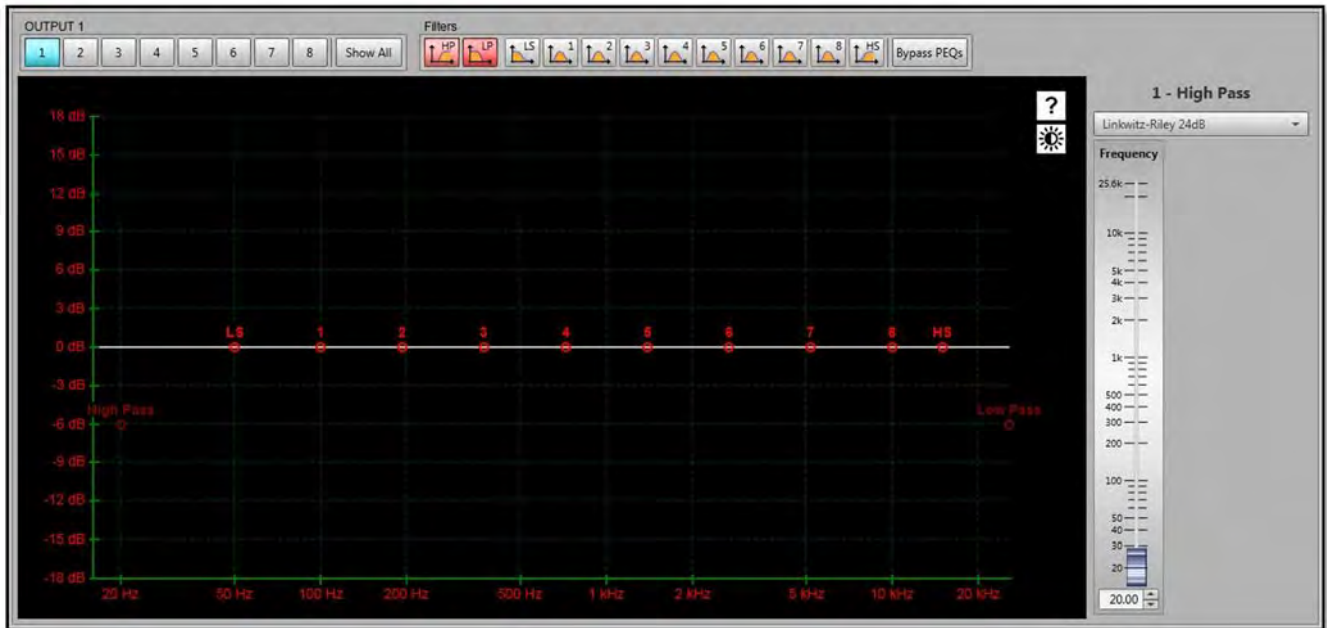 OUTPUT 1
Filters
1 2 3 4 5 6 7 8 Show All
HP LP LS 1 2 3 4 5 6 7 8 HS Bypass PEQs
?
1 - High Pass
Linkwitz-Riley 24dB
Frequency
18 dB
15 dB
12 dB
9 dB
6 dB
3 dB
0 dB
-3 dB
-6 dB
-9 dB
-12 dB
-15 dB
-18 dB
LS 1 2 3 4 5 6 7 8 HS
High Pass
Low Pass
20 Hz 50 Hz 100 Hz 200 Hz 500 Hz 1 kHz 2 kHz 5 kHz 10 kHz 20 kHz
25.6k
10k
5k
4k
3k
2k
1k
500
400
300
200
100
50
40
30
20
20.00